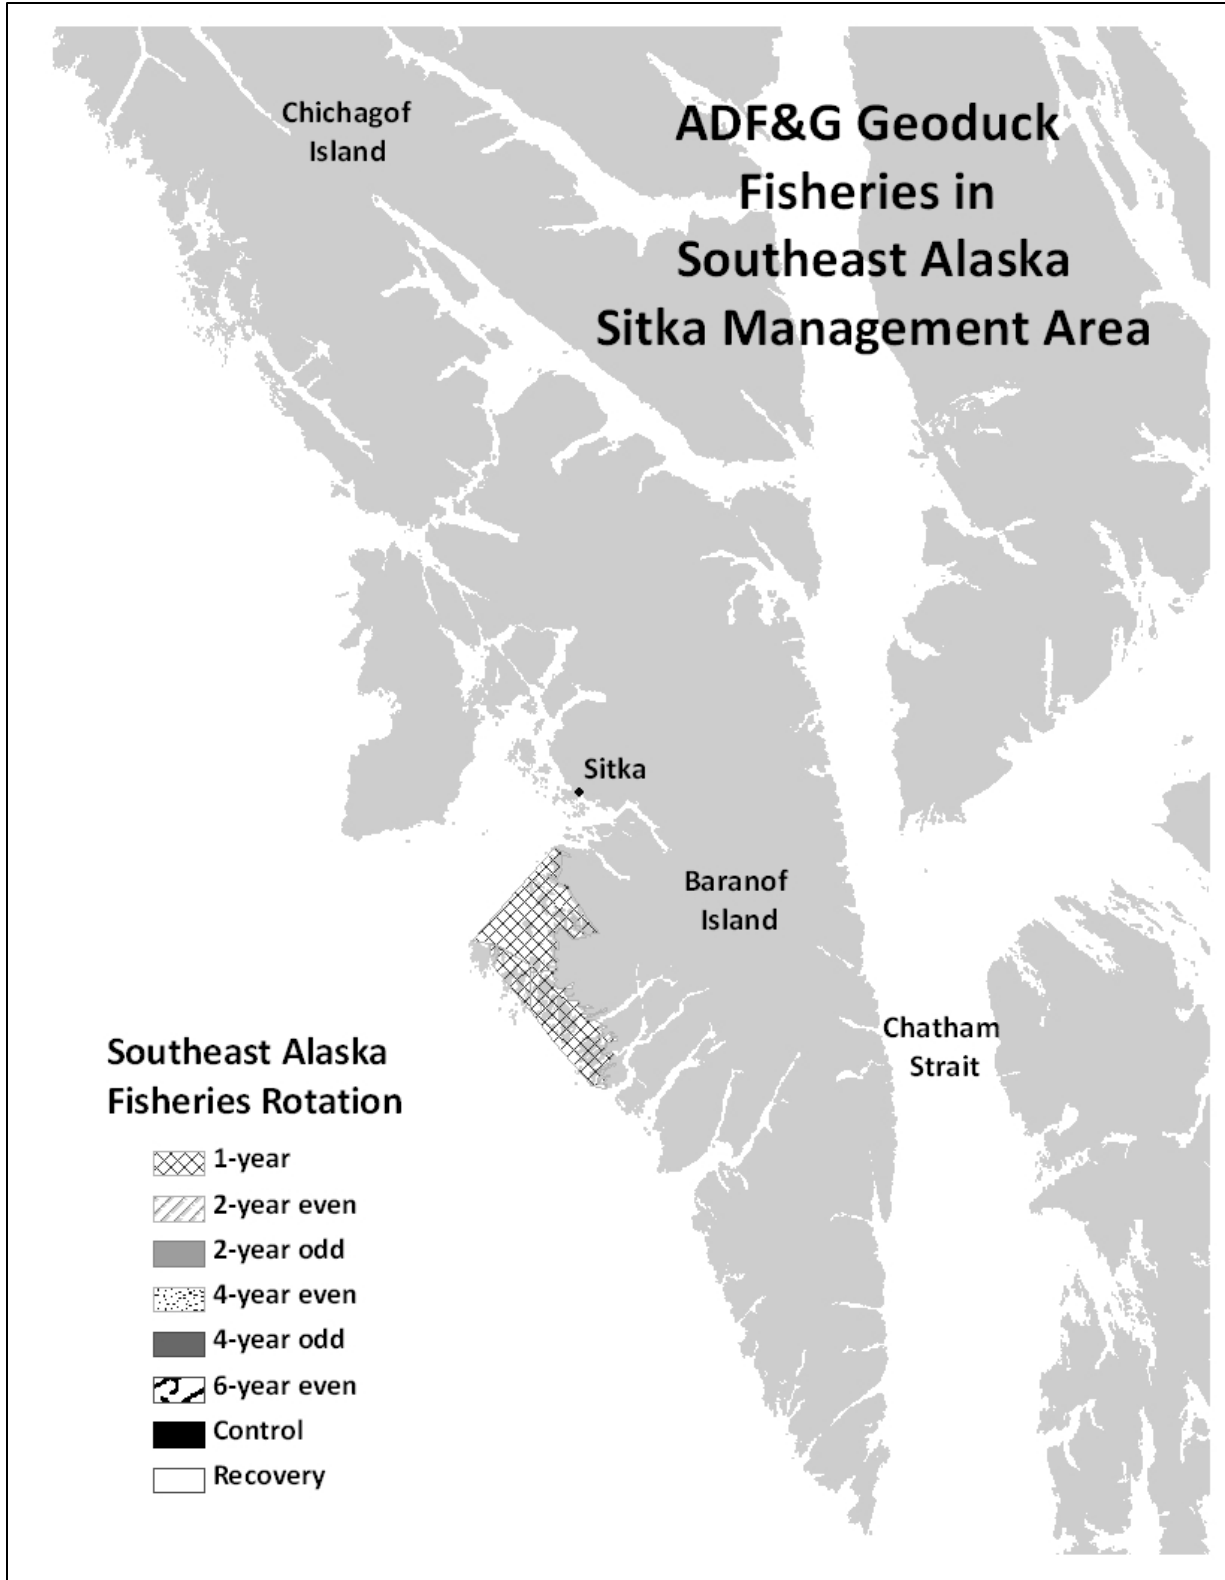 ADF&G Geoduck
Fisheries in
Southeast Alaska
Sitka Management Area
Chichagof
Island
Sitka
Baranof
Island
Chatham
Strait
Southeast Alaska
Fisheries Rotation
1-year
2-year even
2-year odd
4-year even
4-year odd
6-year even
Control
Recovery